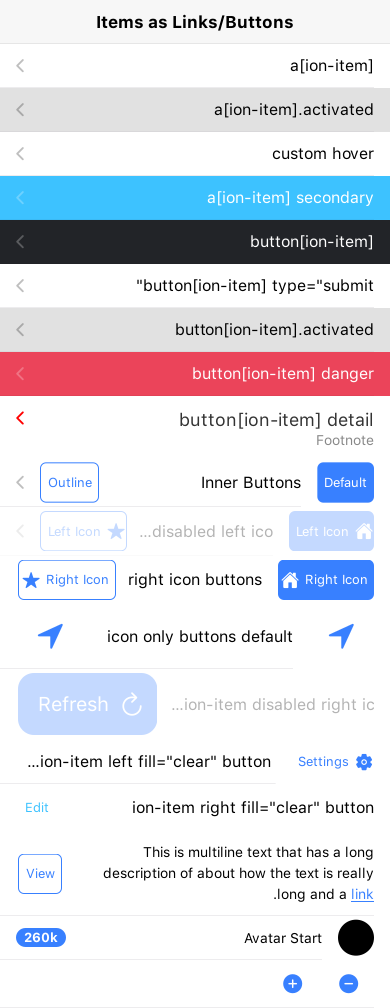 Items as Links/Buttons
a[ion-item]
a[ion-item].activated
custom hover
a[ion-item] secondary
button[ion-item]
"button[ion-item] type="submit
button[ion-item].activated
button[ion-item] danger
button[ion-item] detail
Footnote
Default Inner Buttons Outline
Left Icon ...disabled left ico Left Icon
Right Icon right icon buttons Right Icon
icon only buttons default
...ion-item disabled right ic Refresh
Settings ...ion-item left fill="clear" button
ion-item right fill="clear" button Edit
This is multiline text that has a long
description of about how the text is really
.long and a link
View
Avatar Start 260k